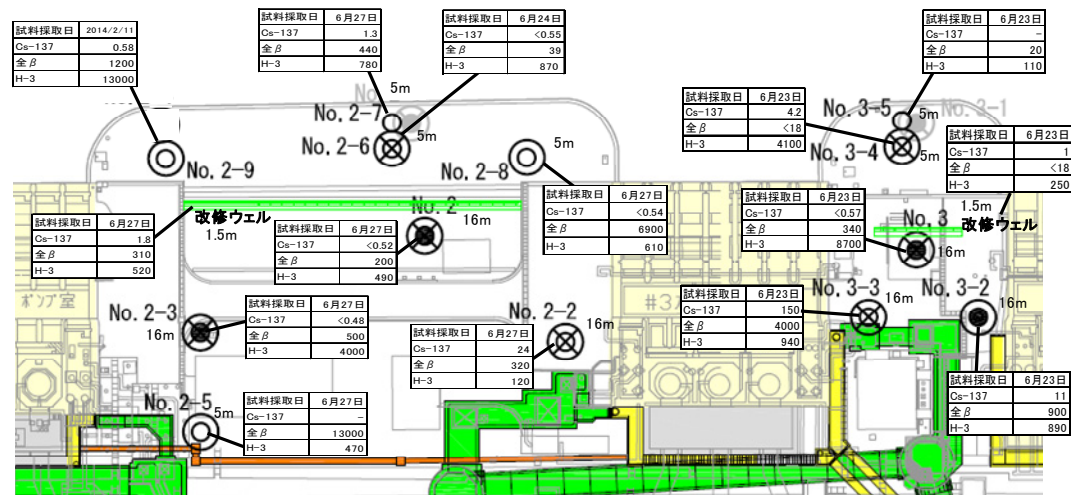 試料採取日 2014/2/11
Cs-137 0.58
全β 1200
H-3 13000
試料採取日 6月27日
Cs-137 1.3
全β 440
H-3 780
試料採取日 6月24日
Cs-137 <0.55
全β 39
H-3 870
試料採取日 6月23日
Cs-137 -
全β 20
H-3 110
試料採取日 6月23日
Cs-137 4.2
全β <18
H-3 4100
試料採取日 6月23日
Cs-137 1
全β <18
H-3 250
No. 2-7
5m
No. 2-6
5m
No. 2-9
No. 2-8
5m
No. 3-5
5m
No. 3-1
No. 3-4
5m
試料採取日 6月27日
Cs-137 1.8
全β 310
H-3 520
改修ウェル
1.5m
No. 2
16m
試料採取日 6月27日
Cs-137 <0.52
全β 200
H-3 490
試料採取日 6月27日
Cs-137 <0.54
全β 6900
H-3 610
試料採取日 6月23日
Cs-137 <0.57
全β 340
H-3 8700
No. 3
1.5m
改修ウェル
16m
ポンプ室
No. 2-3
16m
試料採取日 6月27日
Cs-137 <0.48
全β 500
H-3 4000
No. 2-2
16m
試料採取日 6月27日
Cs-137 24
全β 320
H-3 120
#3
試料採取日 6月23日
Cs-137 150
全β 4000
H-3 940
No. 3-3
16m
No. 3-2
16m
No. 2-5
5m
試料採取日 6月27日
Cs-137 -
全β 13000
H-3 470
試料採取日 6月23日
Cs-137 11
全β 900
H-3 890